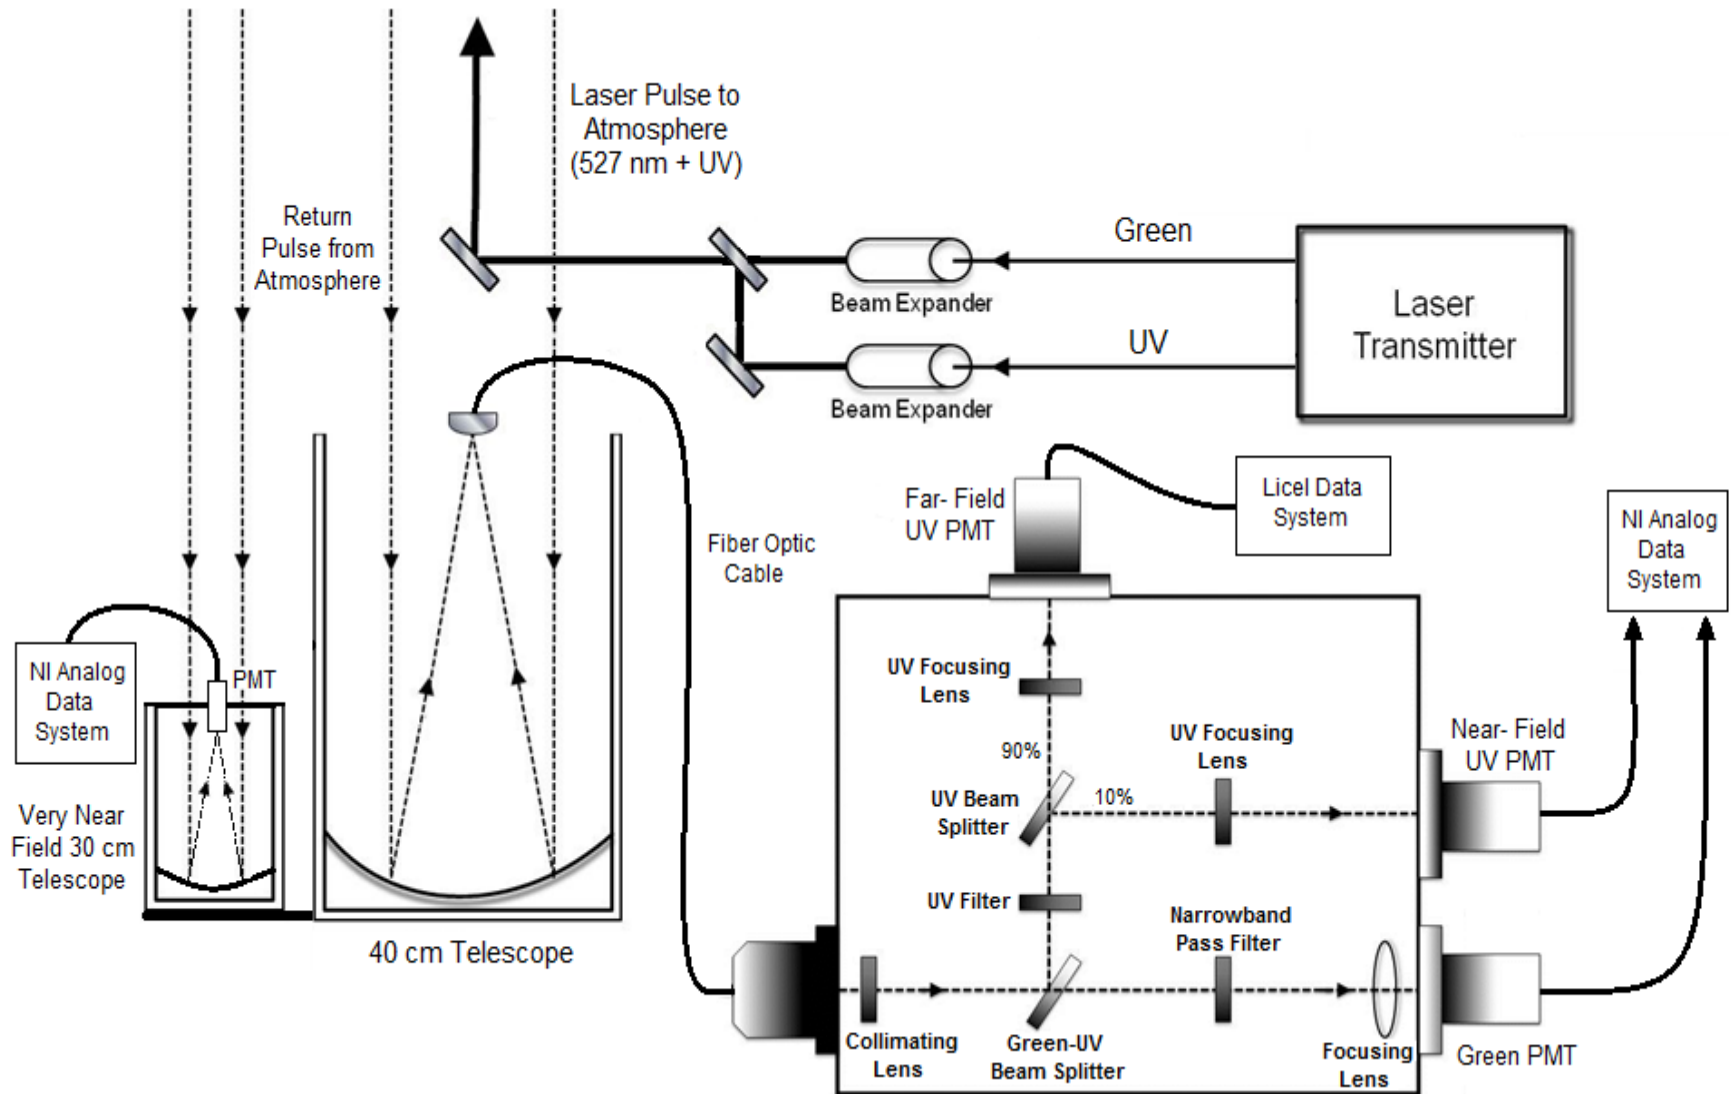 Laser Pulse to
Atmosphere
(527 nm + UV)
Return
Pulse from
Atmosphere
Green
Beam Expander
UV
Beam Expander
Laser
Transmitter
Far- Field
UV PMT
Licel Data
System
NI Analog
Data
System
Fiber Optic
Cable
NI Analog
Data
System
PMT
Very Near
Field 30 cm
Telescope
40 cm Telescope
UV Focusing
Lens
90%
UV Beam
Splitter
10%
UV Focusing
Lens
Near- Field
UV PMT
UV Filter
Narrowband
Pass Filter
Collimating
Lens
Green-UV
Beam Splitter
Focusing
Lens
Green PMT